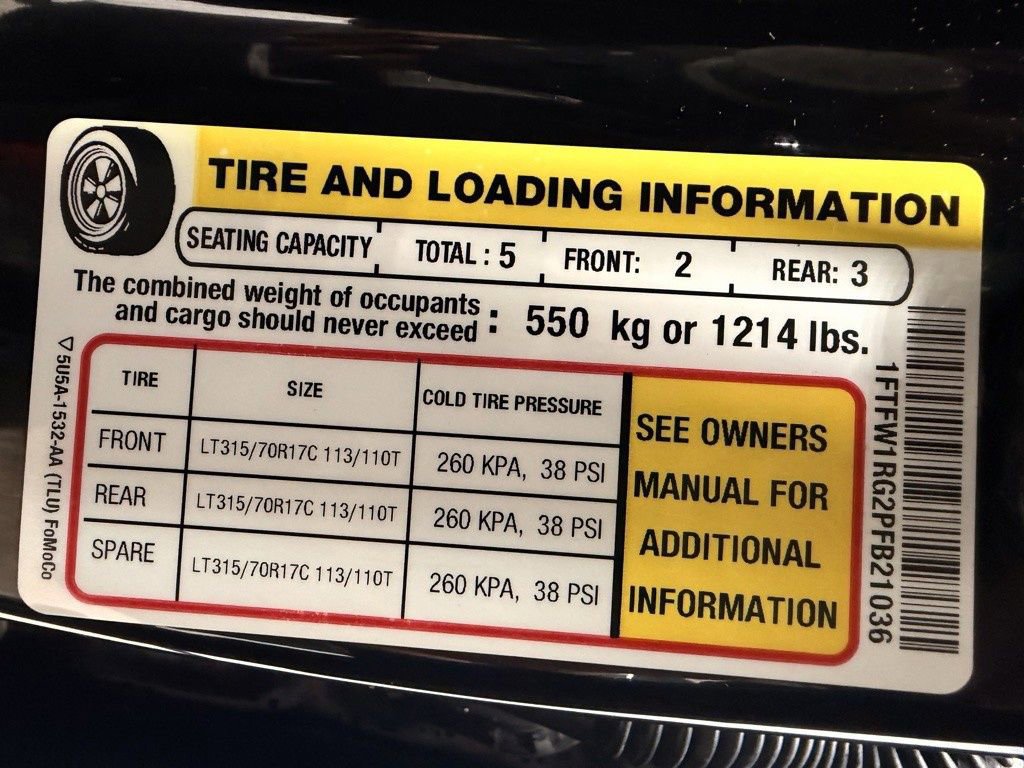 TIRE AND LOADING INFORMATION
SEATING CAPACITY TOTAL : 5 FRONT: 2 REAR: 3
The combined weight of occupants
and cargo should never exceed : 550 kg or 1214 lbs.
TIRE SIZE COLD TIRE PRESSURE
FRONT LT315/70R17C 113/110T 260 KPA, 38 PSI
REAR LT315/70R17C 113/110T 260 KPA, 38 PSI
SPARE LT315/70R17C 113/110T 260 KPA, 38 PSI
SEE OWNERS
MANUAL FOR
ADDITIONAL
INFORMATION
1FTFW1RG2PFB21036
▽5U5A-1532-AA (TLU) FoMoCo